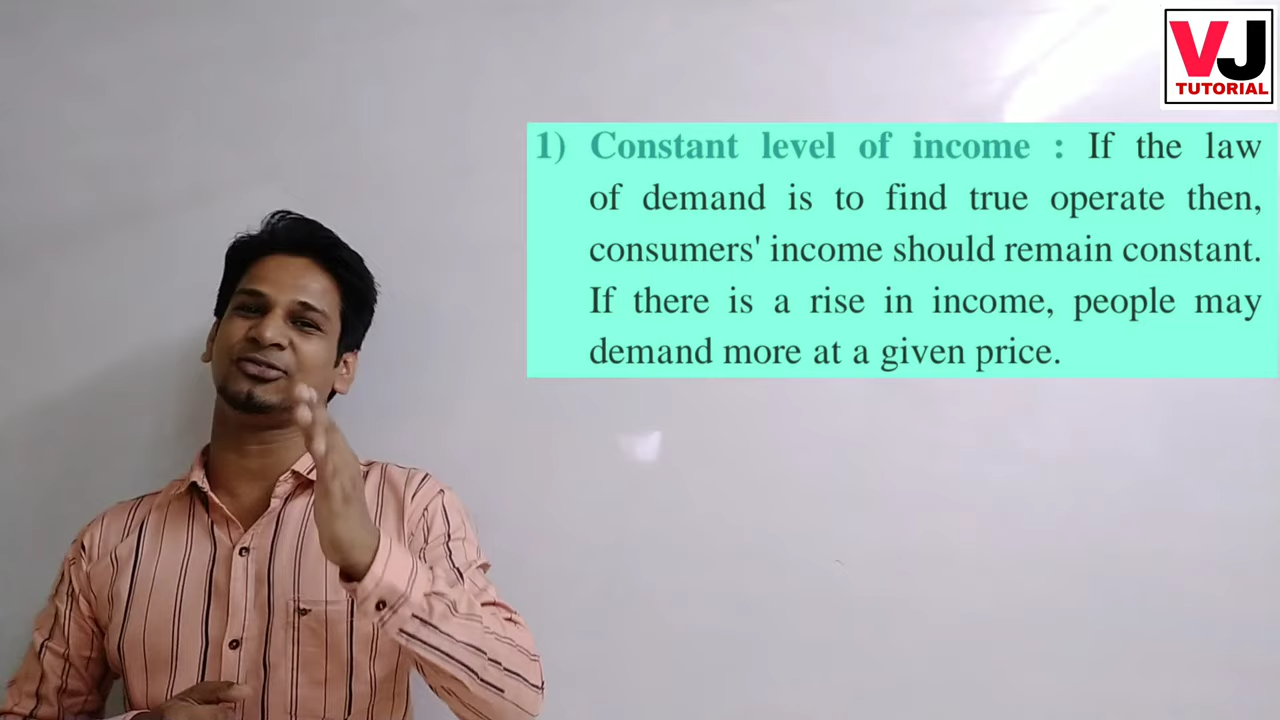 VJ
TUTORIAL
1) Constant level of income : If the law
of demand is to find true operate then,
consumers' income should remain constant.
If there is a rise in income, people may
demand more at a given price.